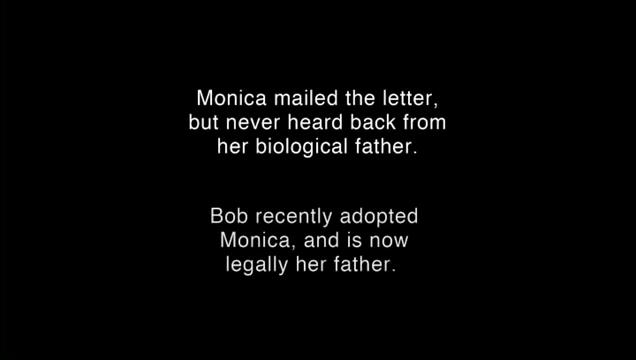 Monica mailed the letter,
but never heard back from
her biological father.
Bob recently adopted
Monica, and is now
legally her father.